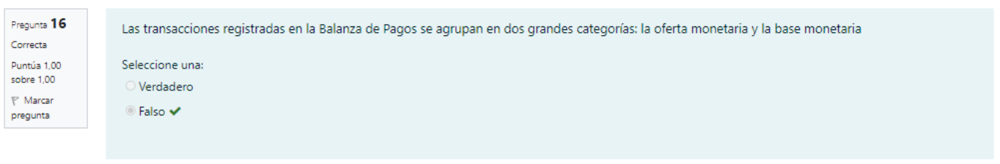 Pregunta 16
Correcta
Puntúa 1,00
sobre 1,00
Marcar
pregunta
Las transacciones registradas en la Balanza de Pagos se agrupan en dos grandes categorías: la oferta monetaria y la base monetaria
Seleccione una:
Verdadero
Falso